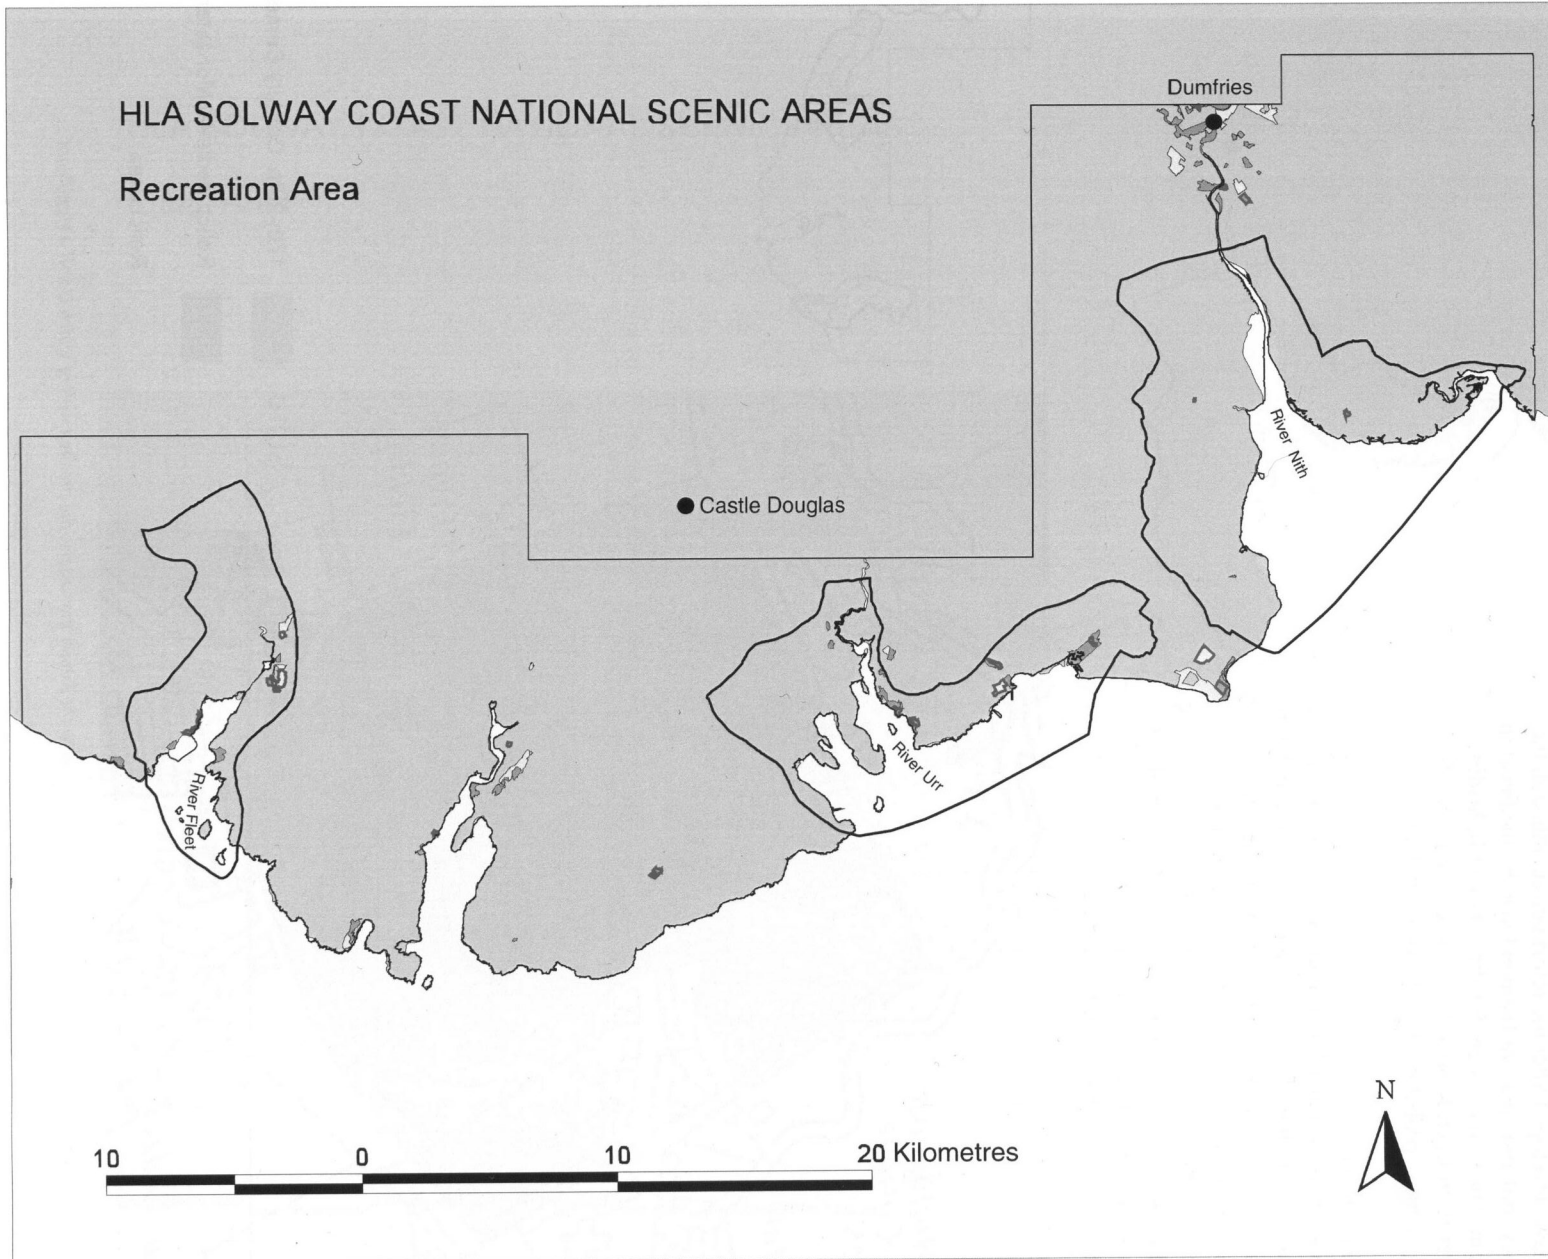 Dumfries
HLA SOLWAY COAST NATIONAL SCENIC AREAS
Recreation Area
River Nith
Castle Douglas
River Urr
River Fleet
N
10 0 10 20 Kilometres